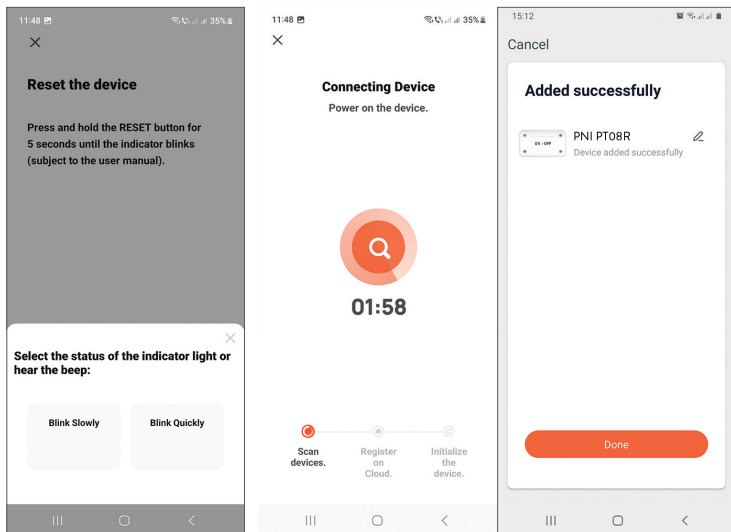 11:48
35%
Reset the device
Press and hold the RESET button for
5 seconds until the indicator blinks
(subject to the user manual).
Select the status of the indicator light or
hear the beep:
Blink Slowly
Blink Quickly
11:48
35%
Connecting Device
Power on the device.
01:58
Scan
devices.
Register
on
Cloud.
Initialize
the
device.
15:12
Cancel
Added successfully
ON / OFF
PNI PT08R
Device added successfully
Done